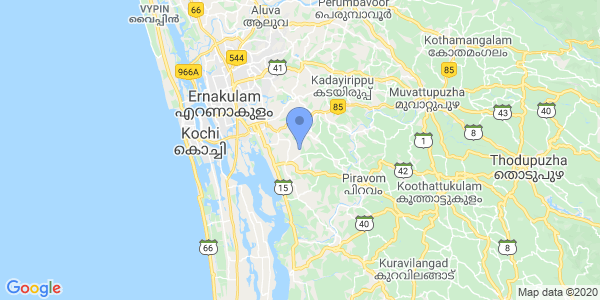 VYPIN
വൈപ്പിൻ
66
Aluva
ആലുവ
Perumbavoor
പെരുമ്പാവൂർ
Kothamangalam
കോതമംഗലം
544
966A
41
Kadayirippu
കടയിരുപ്പ്
85
85
Muvattupuzha
മൂവാറ്റുപുഴ
Ernakulam
എറണാകുളം
43
Kochi
കൊച്ചി
1
8
Thodupuzha
തൊടുപുഴ
15
Piravom
പിറവം
42
Koothattukulam
കൂത്താട്ടുകുളം
40
8
66
Kuravilangad
കുറവിലങ്ങാട്
40
8
Google
Map data ©2020